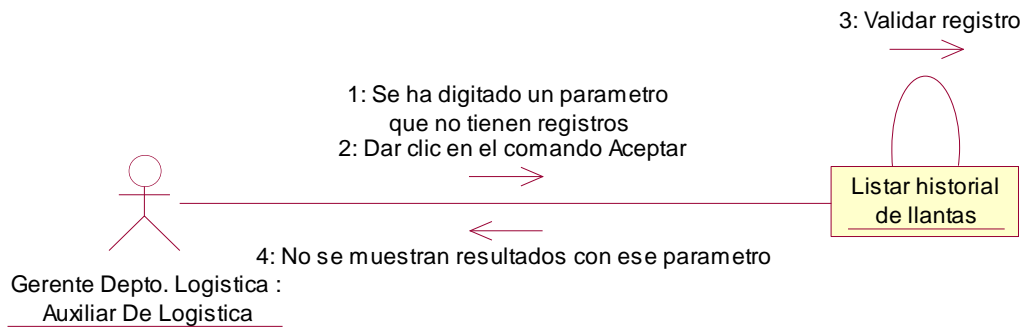 3: Validar registro
1: Se ha digitado un parametro
que no tienen registros
2: Dar clic en el comando Aceptar
Listar historial
de llantas
4: No se muestran resultados con ese parametro
Gerente Depto. Logistica :
Auxiliar De Logistica